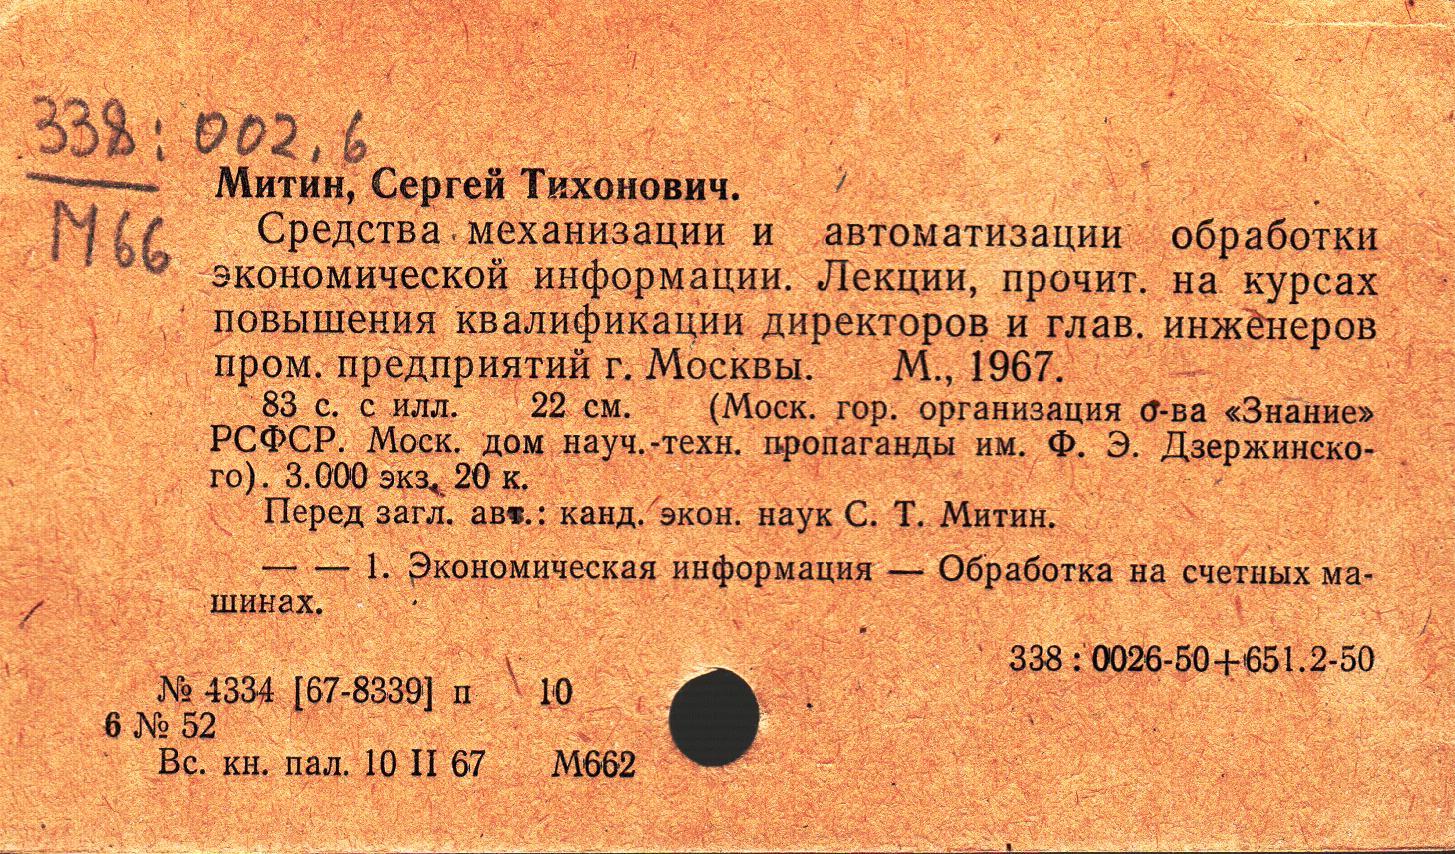 338:002.6
М66
Митин, Сергей Тихонович.
Средства механизации и автоматизации обработки
экономической информации. Лекции, прочит. на курсах
повышения квалификации директоров и глав. инженеров
пром. предприятий г. Москвы. М., 1967.
83 с. с илл. 22 см. (Моск. гор. организация о-ва «Знание»
РСФСР. Моск. дом науч.-техн. пропаганды им. Ф. Э. Дзержинско-
го). 3.000 экз. 20 к.
Перед загл. авт.: канд. экон. наук С. Т. Митин.
— — 1. Экономическая информация — Обработка на счетных ма-
шинах.
338 : 0026-50+651.2-50
№ 4334 [67-8339] п 10
6 № 52
Вс. кн. пал. 10 II 67 М662